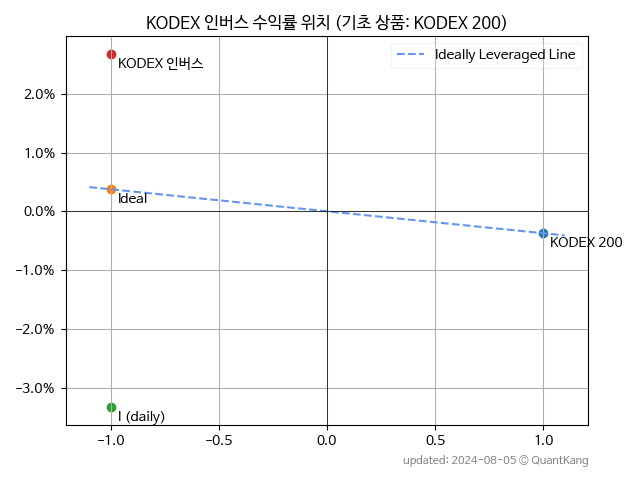 KODEX 인버스 수익률 위치 (기초 상품: KODEX 200)
Ideally Leveraged Line
KODEX 인버스
2.0%
1.0%
Ideal
0.0%
KODEX 200
−1.0%
−2.0%
−3.0%
I (daily)
−1.0 −0.5 0.0 0.5 1.0
updated: 2024-08-05 © QuantKang